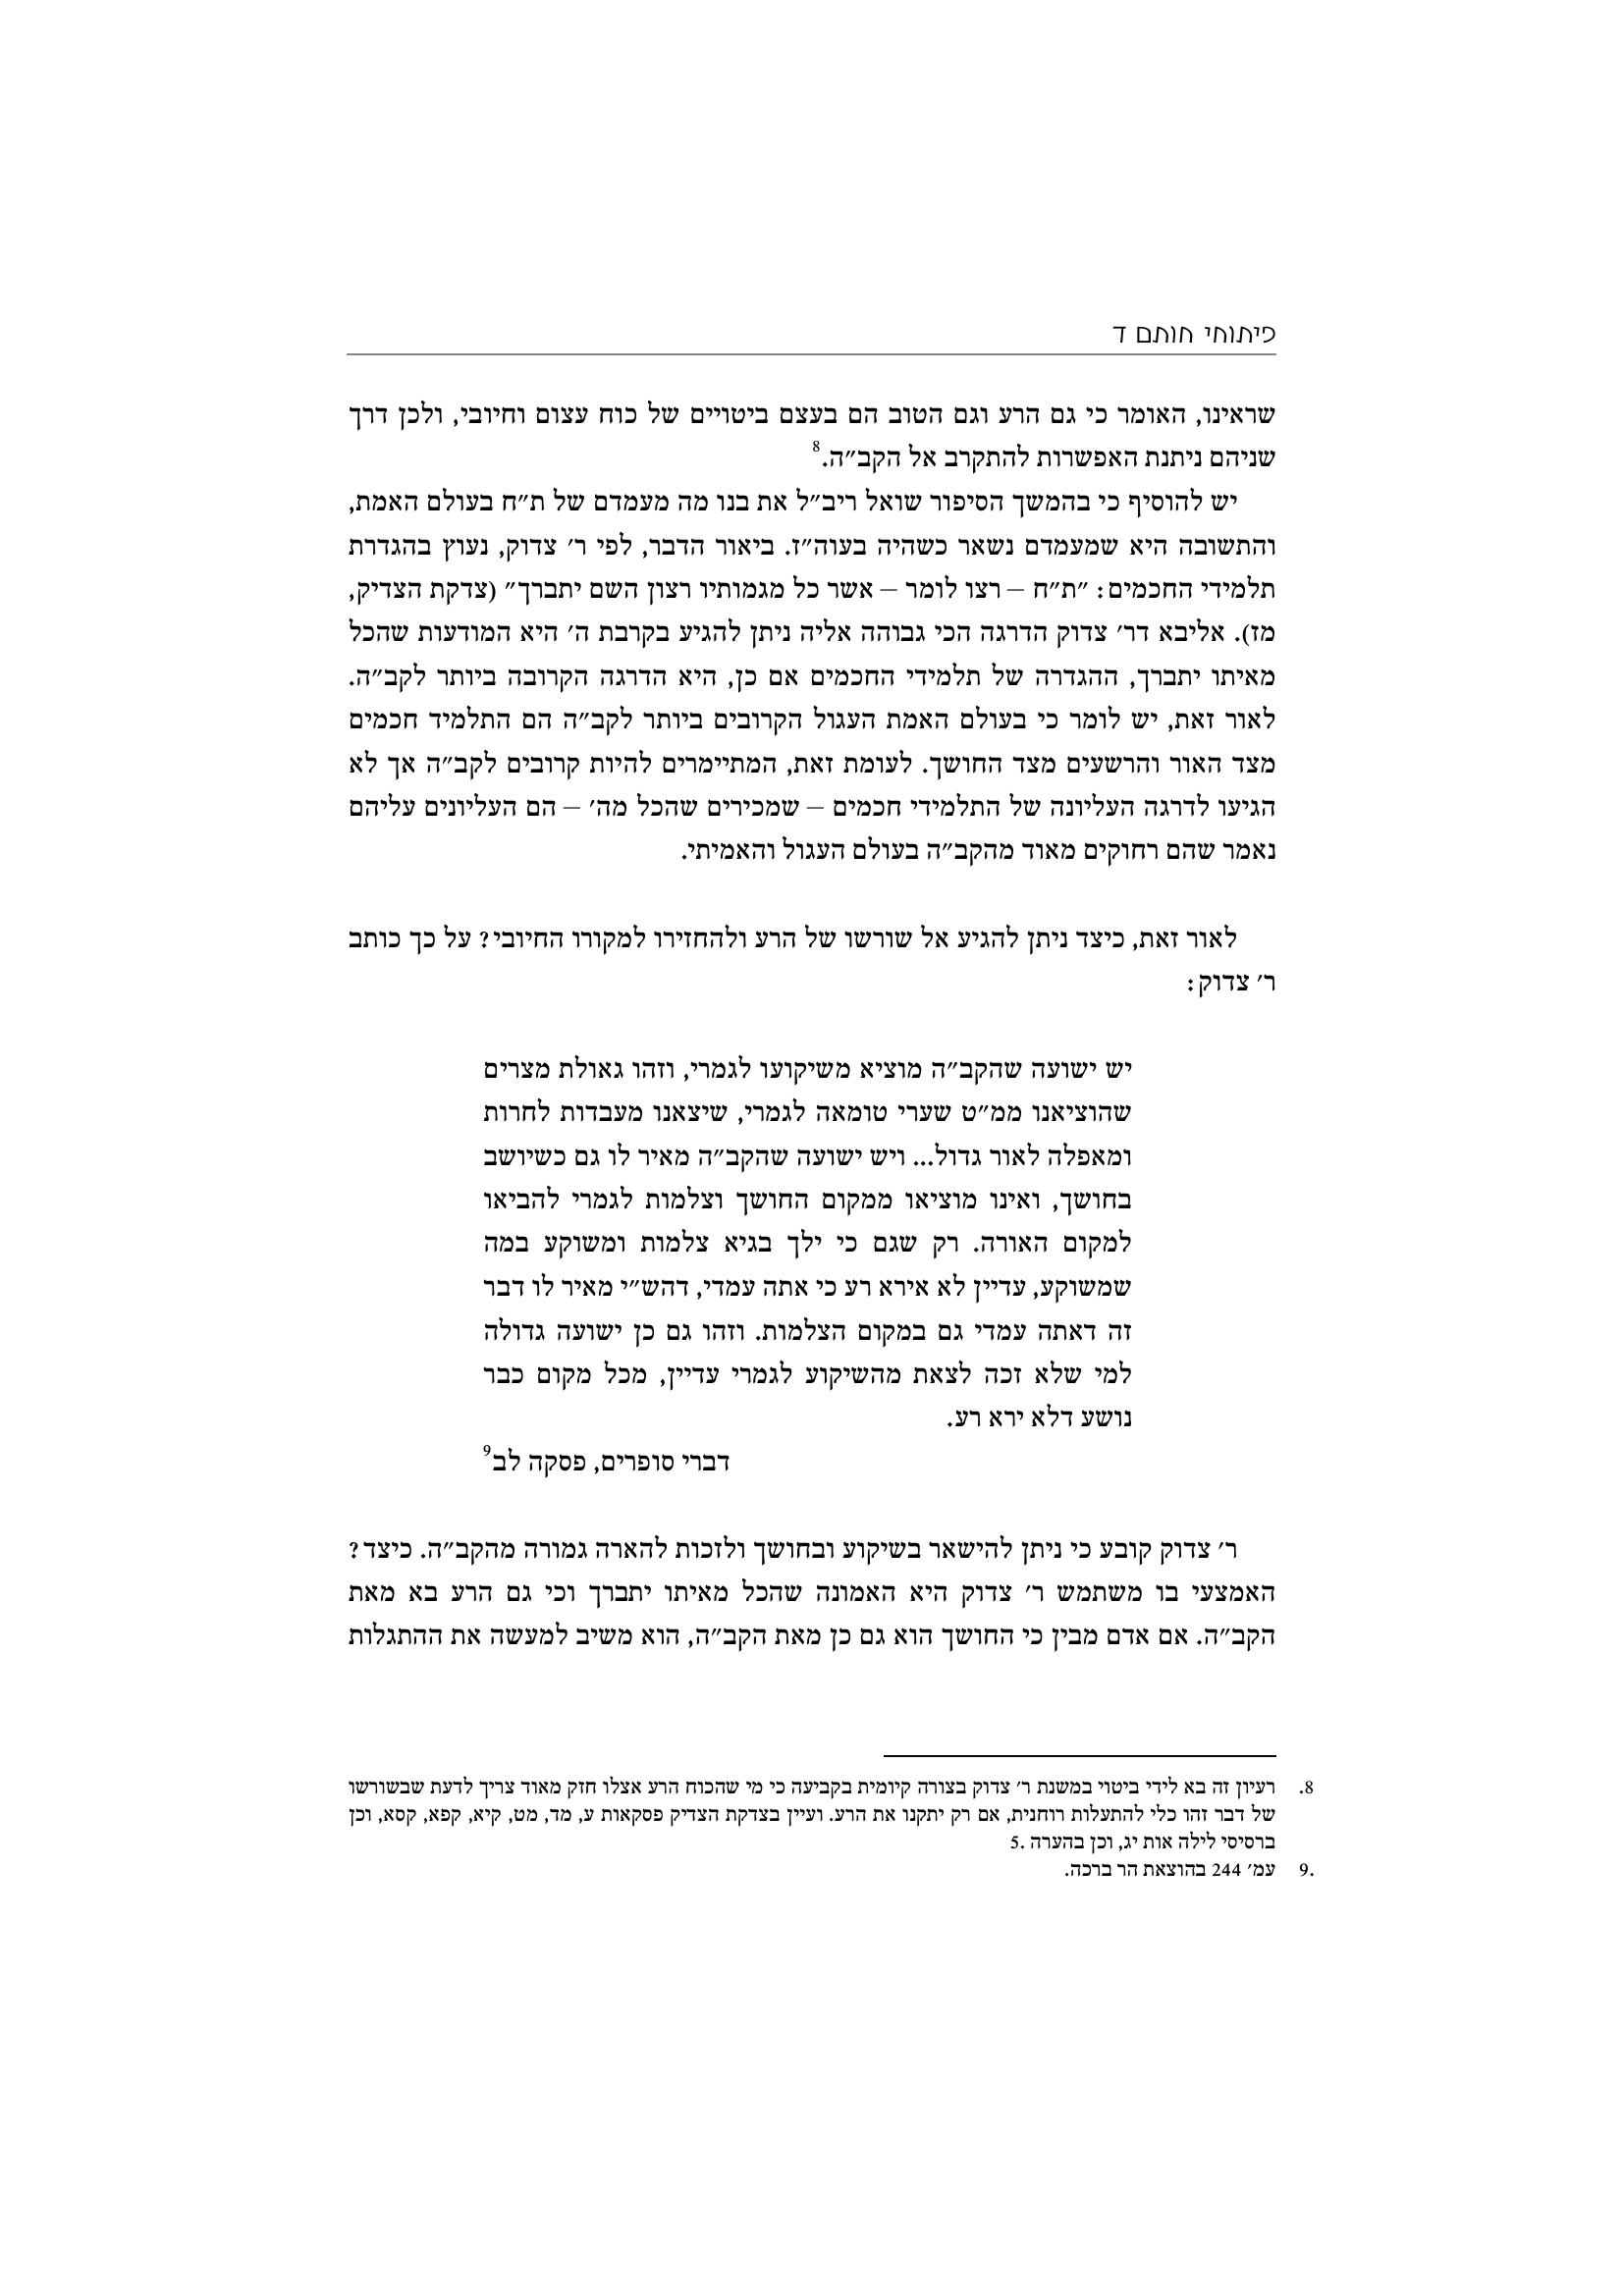 פיתוחי חותם ד
שראינו, האומר כי גם הרע וגם הטוב הם בעצם ביטויים של כוח עצום וחיובי, ולכן דרך
שניהם ניתנת האפשרות להתקרב אל הקב״ה.8
יש להוסיף כי בהמשך הסיפור שואל ריב״ל את בנו מה מעמדם של ת״ח בעולם האמת,
והתשובה היא שמעמדם נשאר כשהיה בעוה״ז. ביאור הדבר, לפי ר׳ צדוק, נעוץ בהגדרת
תלמידי החכמים: ״ת״ח – רצו לומר – אשר כל מגמותיו רצון השם יתברך״ (צדקת הצדיק,
מז). אליבא דר׳ צדוק הדרגה הכי גבוהה אליה ניתן להגיע בקרבת ה׳ היא המודעות שהכל
מאיתו יתברך, ההגדרה של תלמידי החכמים אם כן, היא הדרגה הקרובה ביותר לקב״ה.
לאור זאת, יש לומר כי בעולם האמת העגול הקרובים ביותר לקב״ה הם התלמיד חכמים
מצד האור והרשעים מצד החושך. לעומת זאת, המתיימרים להיות קרובים לקב״ה אך לא
הגיעו לדרגה העליונה של התלמידי חכמים – שמכירים שהכל מה׳ – הם העליונים עליהם
נאמר שהם רחוקים מאוד מהקב״ה בעולם העגול והאמיתי.
לאור זאת, כיצד ניתן להגיע אל שורשו של הרע ולהחזירו למקורו החיובי? על כך כותב
ר׳ צדוק:
יש ישועה שהקב״ה מוציא משיקועו לגמרי, וזהו גאולת מצרים
שהוציאנו ממ״ט שערי טומאה לגמרי, שיצאנו מעבדות לחרות
ומאפלה לאור גדול... ויש ישועה שהקב״ה מאיר לו גם כשיושב
בחושך, ואינו מוציאו ממקום החושך וצלמות לגמרי להביאו
למקום האורה. רק שגם כי ילך בגיא צלמות ומשוקע במה
שמשוקע, עדיין לא אירא רע כי אתה עמדי, דהש״י מאיר לו דבר
זה דאתה עמדי גם במקום הצלמות. וזהו גם כן ישועה גדולה
למי שלא זכה לצאת מהשיקוע לגמרי עדיין, מכל מקום כבר
נושע דלא ירא רע.
דברי סופרים, פסקה לב9
ר׳ צדוק קובע כי ניתן להישאר בשיקוע ובחושך ולזכות להארה גמורה מהקב״ה. כיצד?
האמצעי בו משתמש ר׳ צדוק היא האמונה שהכל מאיתו יתברך וכי גם הרע בא מאת
הקב״ה. אם אדם מבין כי החושך הוא גם כן מאת הקב״ה, הוא משיב למעשה את ההתגלות
8. רעיון זה בא לידי ביטוי במשנת ר׳ צדוק בצורה קיומית בקביעה כי מי שהכוח הרע אצלו חזק מאוד צריך לדעת שבשורשו
של דבר זהו כלי להתעלות רוחנית, אם רק יתקנו את הרע. ועיין בצדקת הצדיק פסקאות ע, מד, מט, קיא, קפא, קסא, וכן
ברסיסי לילה אות יג, וכן בהערה 5.
9. עמ׳ 244 בהוצאת הר ברכה.